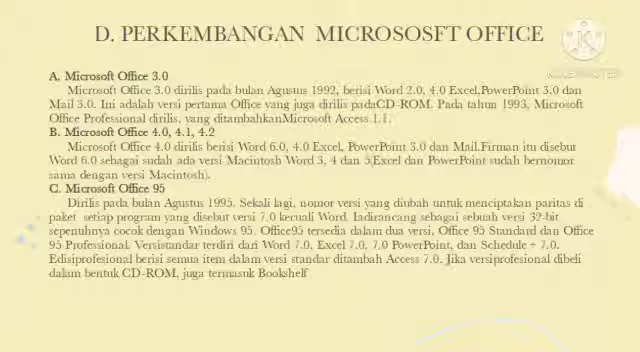 D. PERKEMBANGAN MICROSOSFT OFFICE
A. Microsoft Office 3.0
Microsoft Office 3.0 dirilis pada bulan Agustus 1992, berisi Word 2.0, 4.0 Excel,PowerPoint 3.0 dan
Mail 3.0. Ini adalah versi pertama Office yang juga dirilis padaCD-ROM. Pada tahun 1993, Microsoft
Office Professional dirilis, yang ditambahkanMicrosoft Access 1.1.
B. Microsoft Office 4.0, 4.1, 4.2
Microsoft Office 4.0 dirilis berisi Word 6.0, 4.0 Excel, PowerPoint 3.0 dan Mail.Firman itu disebut
Word 6.0 sebagai sudah ada versi Macintosh Word 3, 4 dan 5(Excel dan PowerPoint sudah bernomor
sama dengan versi Macintosh).
C. Microsoft Office 95
Dirilis pada bulan Agustus 1995. Sekali lagi, nomor versi yang diubah untuk menciptakan paritas di
paket setiap program yang disebut versi 7.0 kecuali Word. Iadirancang sebagai sebuah versi 32-bit
sepenuhnya cocok dengan Windows 95. Office95 tersedia dalam dua versi, Office 95 Standard dan Office
95 Professional. Versistandar terdiri dari Word 7.0, Excel 7.0, 7.0 PowerPoint, dan Schedule + 7.0.
Edisiprofesional berisi semua item dalam versi standar ditambah Access 7.0. Jika versiprofesional dibeli
dalam bentuk CD-ROM, juga termasuk Bookshelf